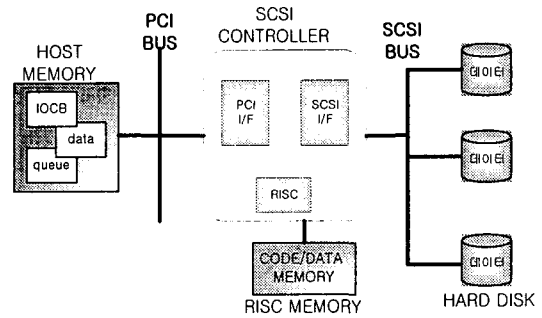 HOST
MEMORY
IOCB
data
queue
PCI
BUS
SCSI
CONTROLLER
PCI
I/F
SCSI
I/F
RISC
CODE/DATA
MEMORY
RISC MEMORY
SCSI
BUS
데이터
데이터
데이터
HARD DISK